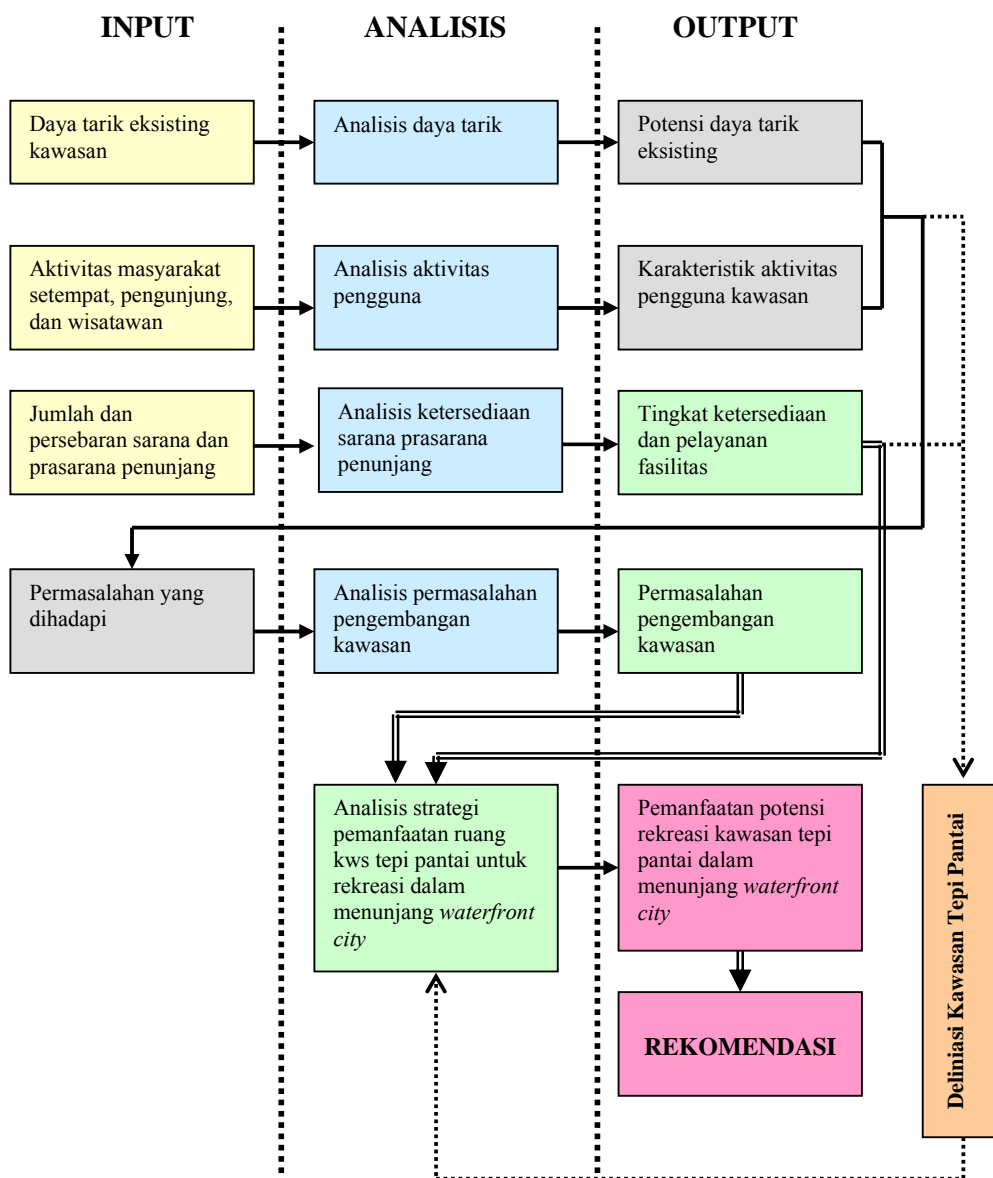 INPUT
ANALISIS
OUTPUT
Daya tarik eksisting
kawasan
Analisis daya tarik
Potensi daya tarik
eksisting
Aktivitas masyarakat
setempat, pengunjung,
dan wisatawan
Analisis aktivitas
pengguna
Karakteristik aktivitas
pengguna kawasan
Jumlah dan
persebaran sarana dan
prasarana penunjang
Analisis ketersediaan
sarana prasarana
penunjang
Tingkat ketersediaan
dan pelayanan
fasilitas
Permasalahan yang
dihadapi
Analisis permasalahan
pengembangan
kawasan
Permasalahan
pengembangan
kawasan
Analisis strategi
pemanfaatan ruang
kws tepi pantai untuk
rekreasi dalam
menunjang waterfront
city
Pemanfaatan potensi
rekreasi kawasan tepi
pantai dalam
menunjang waterfront
city
REKOMENDASI
Deliniasi Kawasan Tepi Pantai